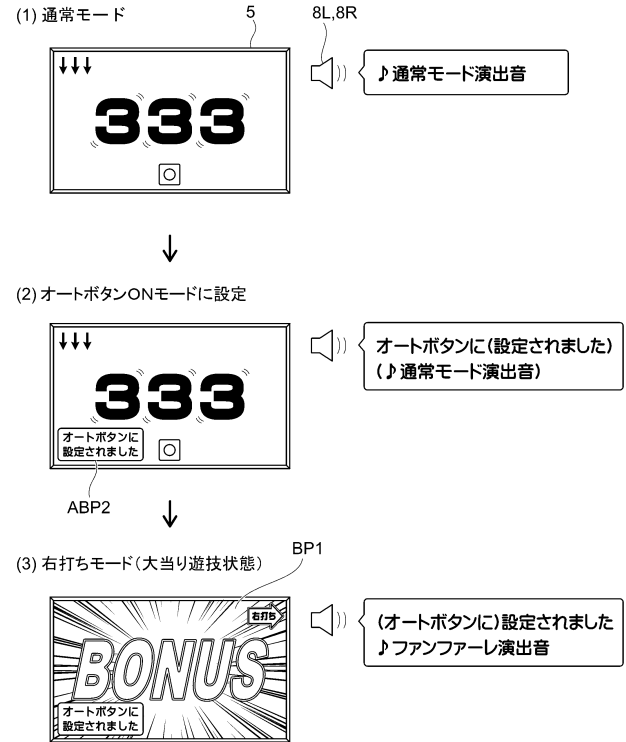 (1) 通常モード
5
8L,8R
↓↓↓
333
♪通常モード演出音
(2) オートボタンONモードに設定
↓↓↓
333
オートボタンに
設定されました
オートボタンに(設定されました)
(♪通常モード演出音)
ABP2
(3) 右打ちモード(大当り遊技状態)
BP1
右打ち
BONUS
オートボタンに
設定されました
(オートボタンに)設定されました
♪ファンファーレ演出音